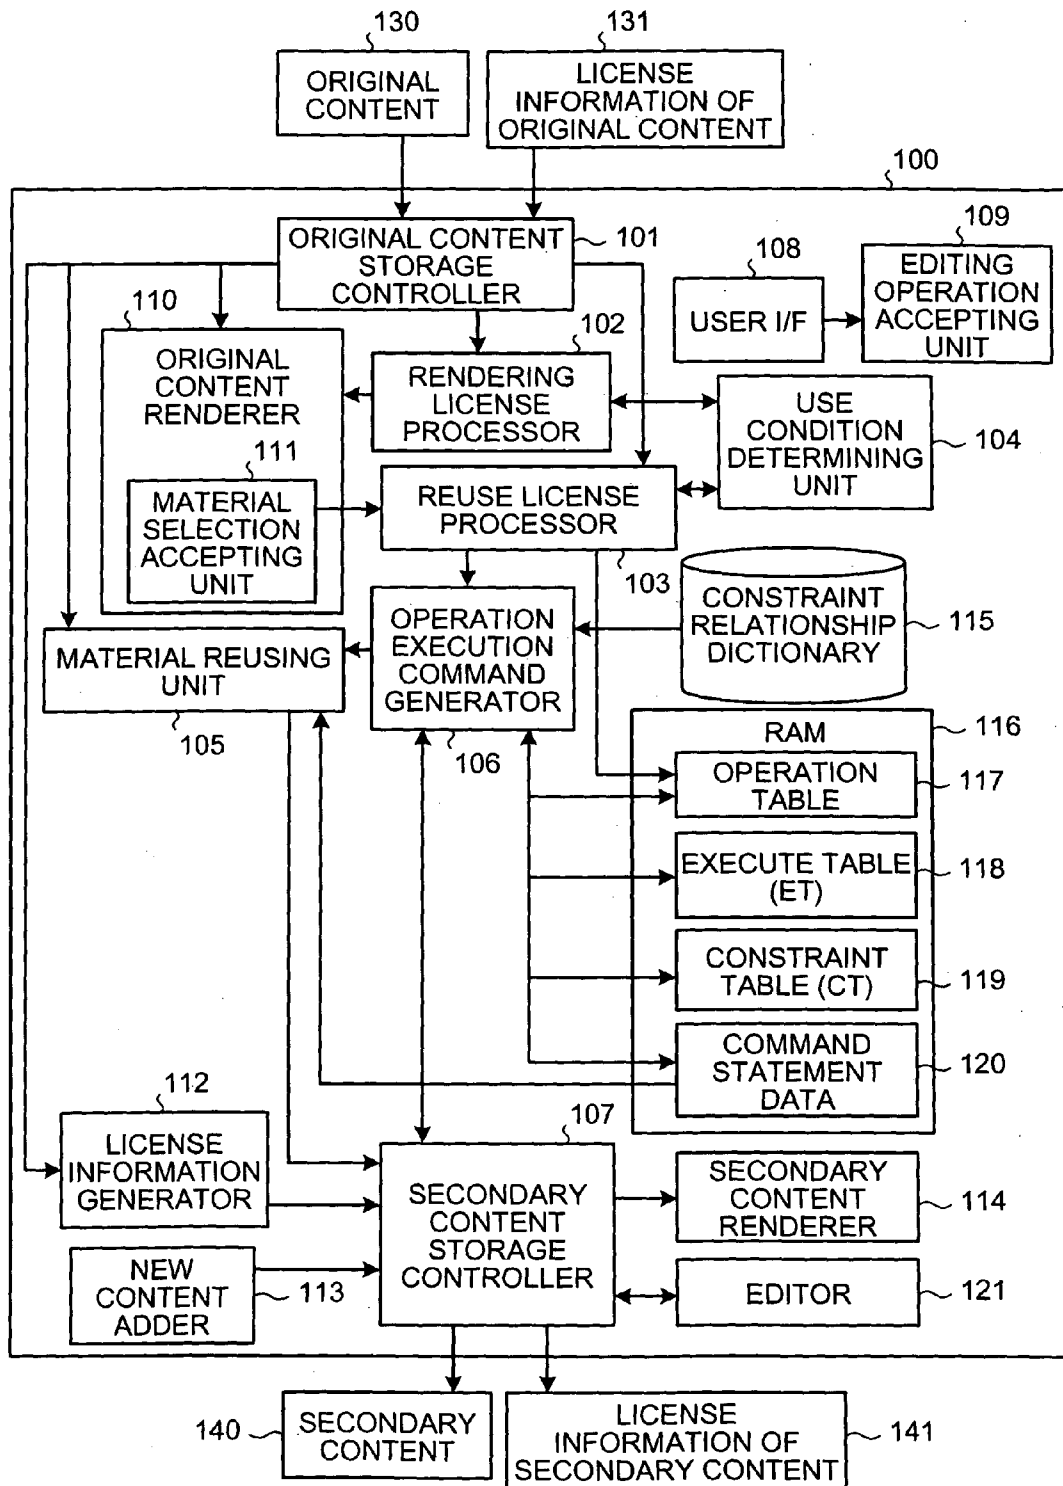 130
131
ORIGINAL
CONTENT
LICENSE
INFORMATION OF
ORIGINAL CONTENT
100
ORIGINAL CONTENT
STORAGE
CONTROLLER
101
108
109
USER I/F
EDITING
OPERATION
ACCEPTING
UNIT
110
ORIGINAL
CONTENT
RENDERER
102
RENDERING
LICENSE
PROCESSOR
USE
CONDITION
DETERMINING
UNIT
104
111
MATERIAL
SELECTION
ACCEPTING
UNIT
REUSE LICENSE
PROCESSOR
103
CONSTRAINT
RELATIONSHIP
DICTIONARY
115
MATERIAL REUSING
UNIT
105
OPERATION
EXECUTION
COMMAND
GENERATOR
106
RAM
116
OPERATION
TABLE
117
EXECUTE TABLE
(ET)
118
CONSTRAINT
TABLE (CT)
119
COMMAND
STATEMENT
DATA
120
112
LICENSE
INFORMATION
GENERATOR
107
SECONDARY
CONTENT
STORAGE
CONTROLLER
SECONDARY
CONTENT
RENDERER
114
NEW
CONTENT
ADDER
113
EDITOR
121
140
SECONDARY
CONTENT
LICENSE
INFORMATION OF
SECONDARY CONTENT
141